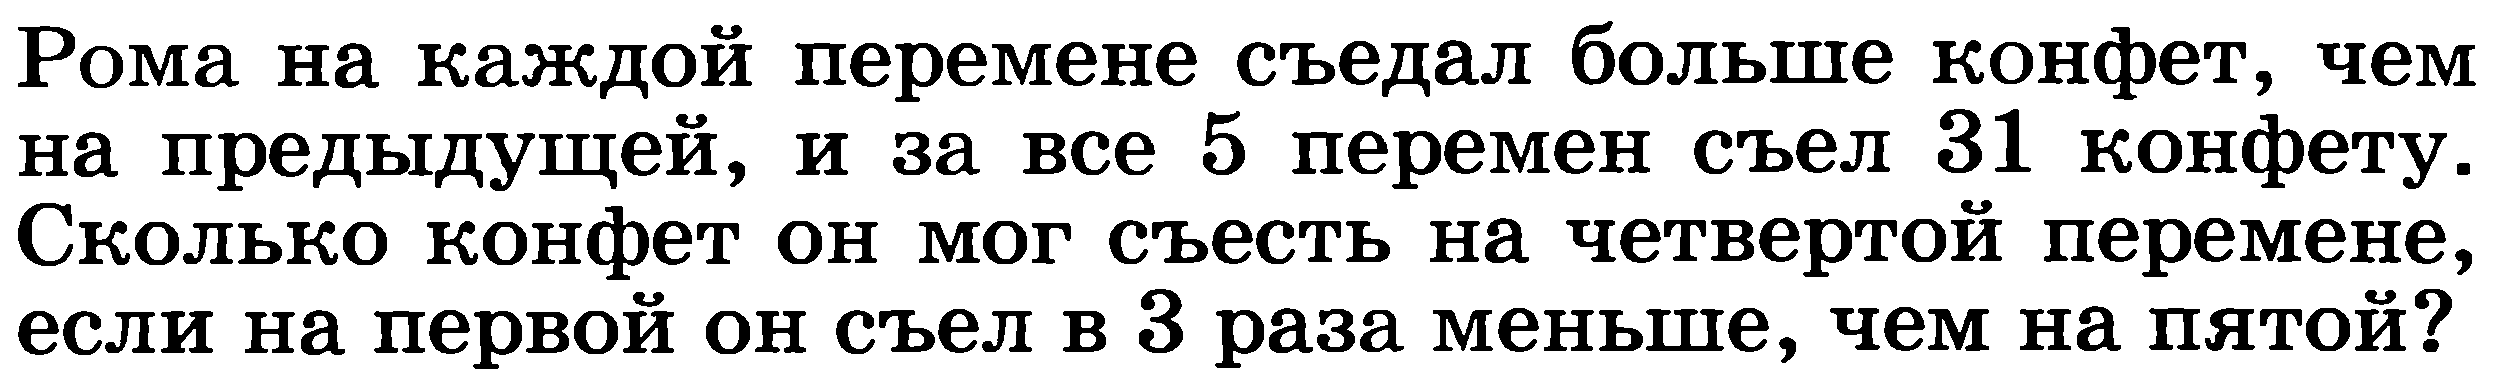 Рома на каждой перемене съедал больше конфет, чем
на предыдущей, и за все 5 перемен съел 31 конфету.
Сколько конфет он мог съесть на четвертой перемене,
если на первой он съел в 3 раза меньше, чем на пятой?